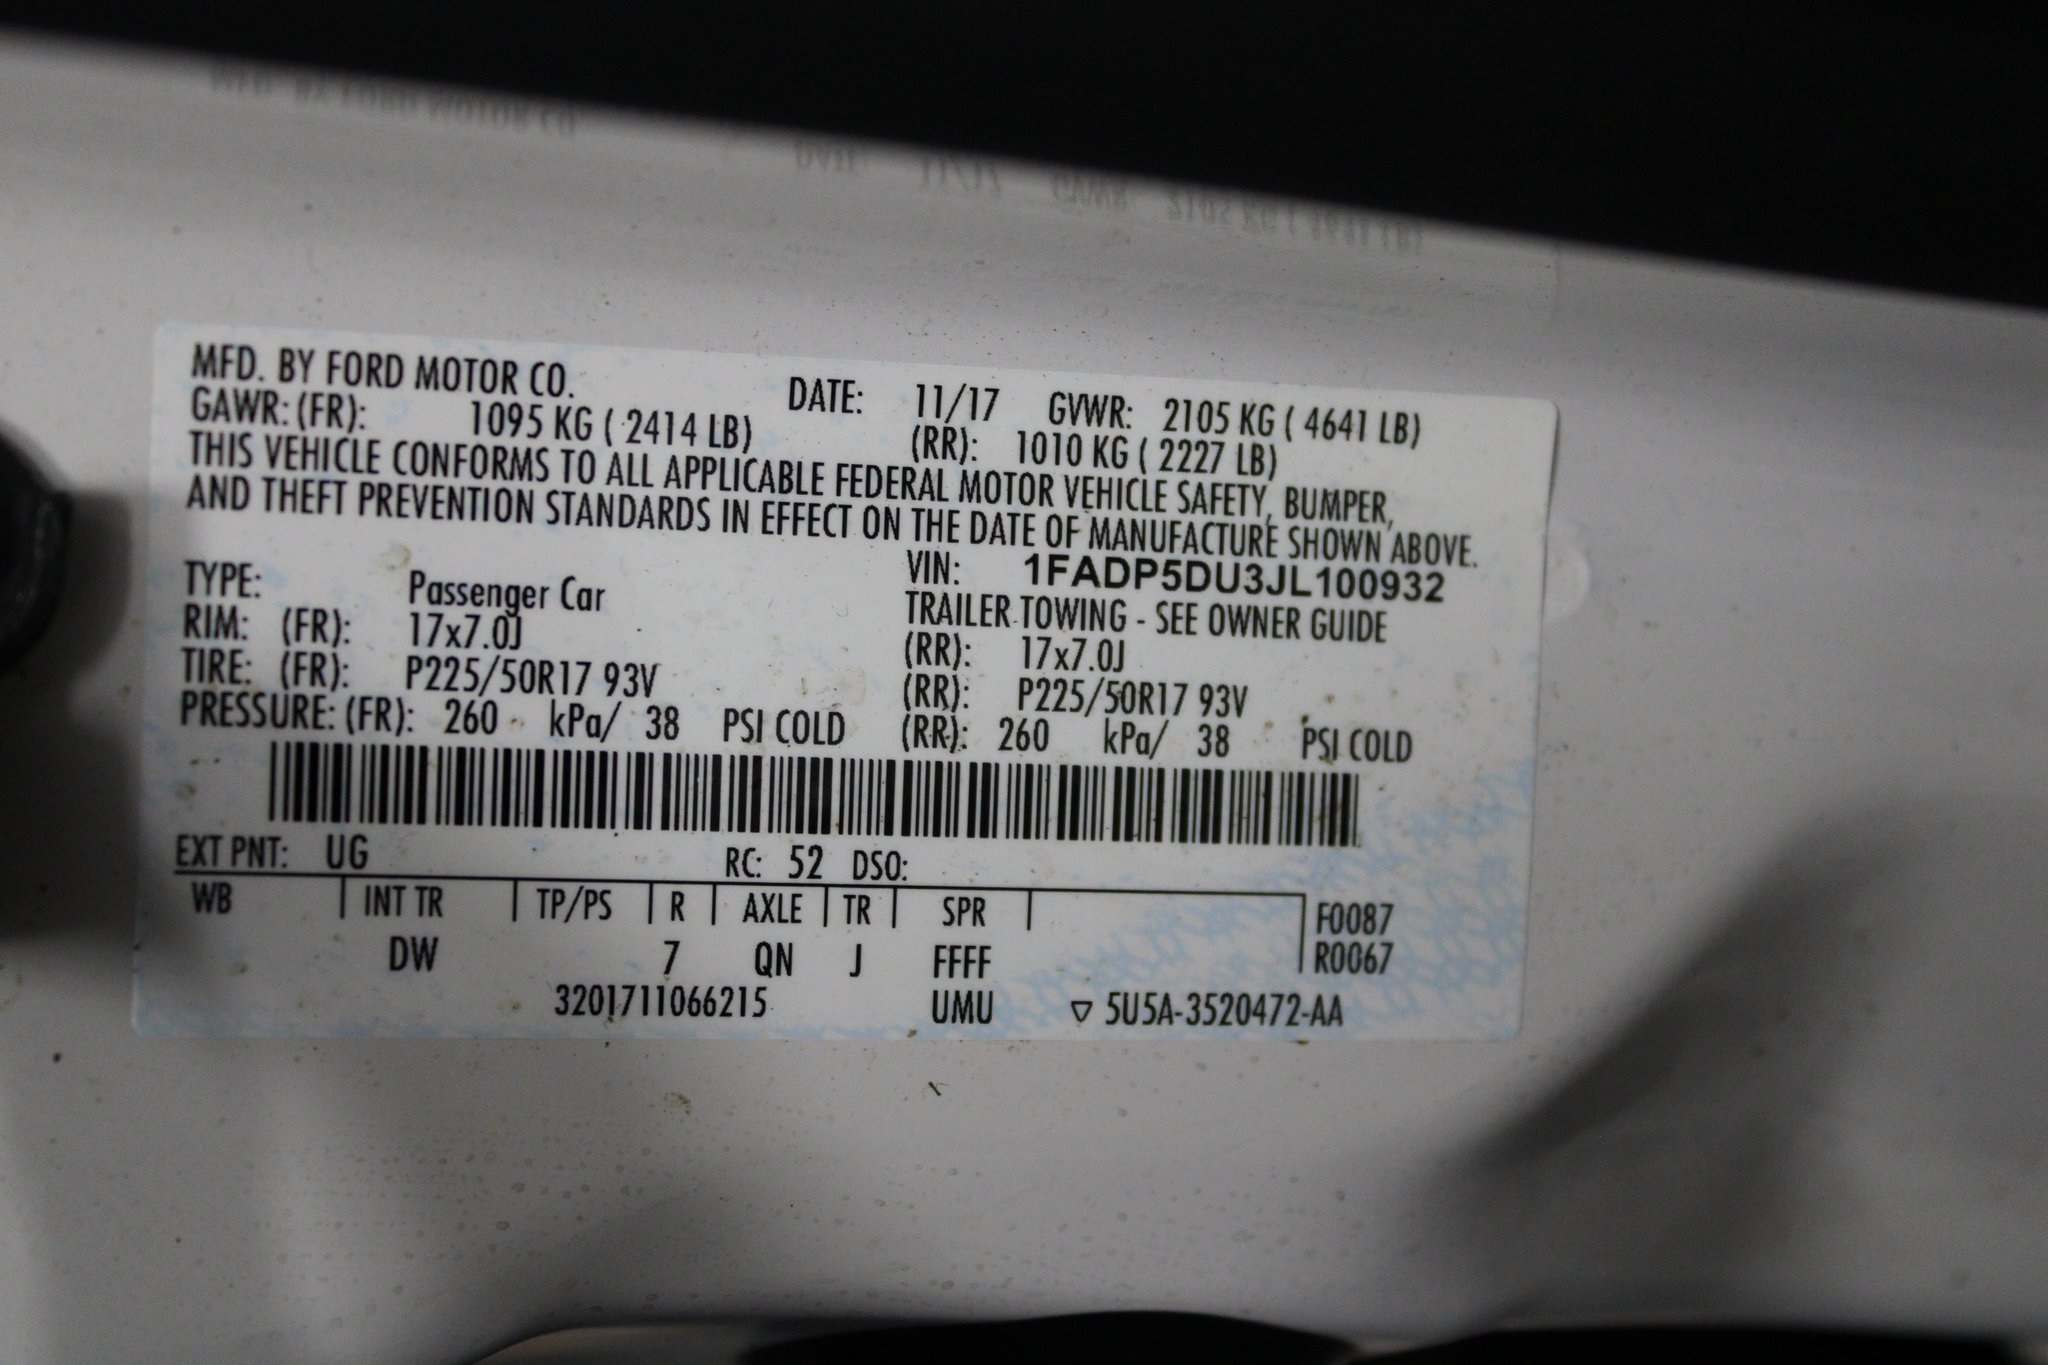 MFD. BY FORD MOTOR CO. DATE: 11/17 GVWR: 2105 KG ( 4641 LB)
GAWR: (FR): 1095 KG ( 2414 LB) (RR): 1010 KG ( 2227 LB)
THIS VEHICLE CONFORMS TO ALL APPLICABLE FEDERAL MOTOR VEHICLE SAFETY, BUMPER,
AND THEFT PREVENTION STANDARDS IN EFFECT ON THE DATE OF MANUFACTURE SHOWN ABOVE.
VIN: 1FADP5DU3JL100932
TYPE: Passenger Car TRAILER TOWING - SEE OWNER GUIDE
RIM: (FR): 17x7.0J (RR): 17x7.0J
TIRE: (FR): P225/50R17 93V (RR): P225/50R17 93V
PRESSURE: (FR): 260 kPa/ 38 PSI COLD (RR): 260 kPa/ 38 PSI COLD
EXT PNT: UG RC: 52 DSO:
WB INT TR TP/PS R AXLE TR SPR F0087
DW 7 QN J FFFF R0067
3201711066215 UMU ▽ 5U5A-3520472-AA